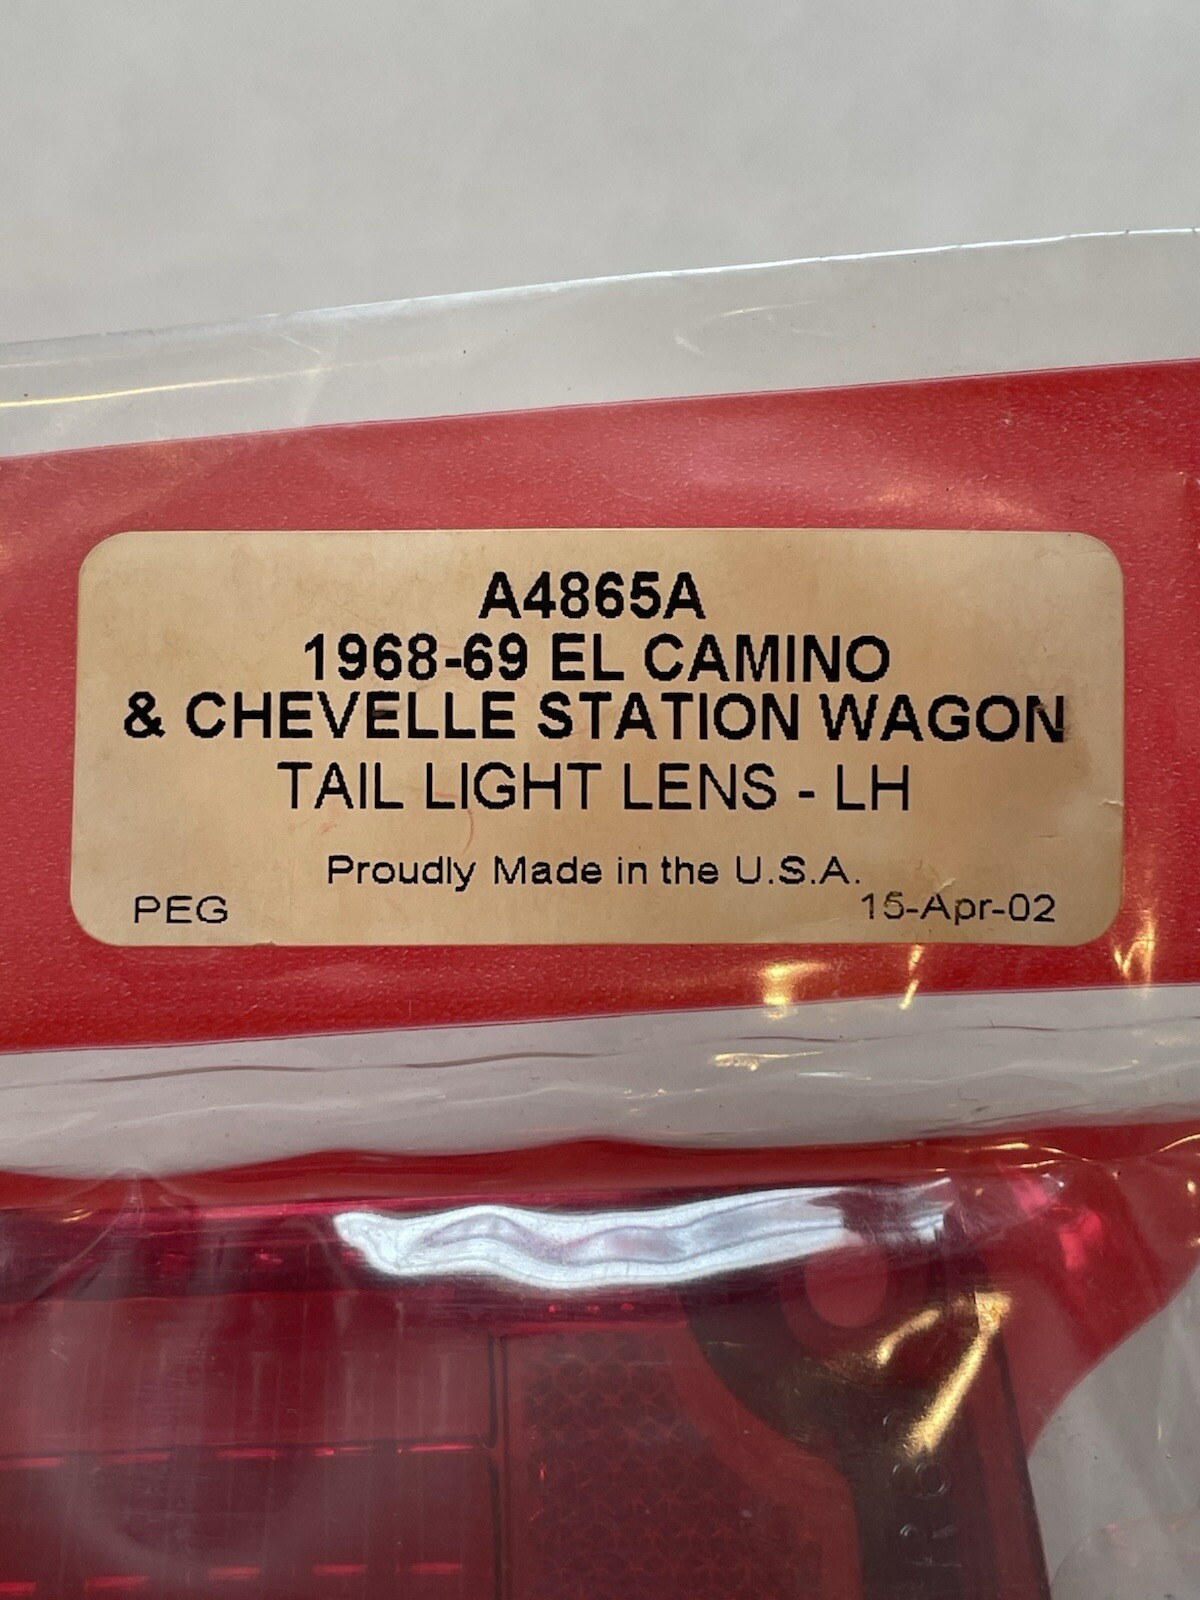 A4865A
1968-69 EL CAMINO
& CHEVELLE STATION WAGON
TAIL LIGHT LENS - LH
Proudly Made in the U.S.A.
PEG 15-Apr-02